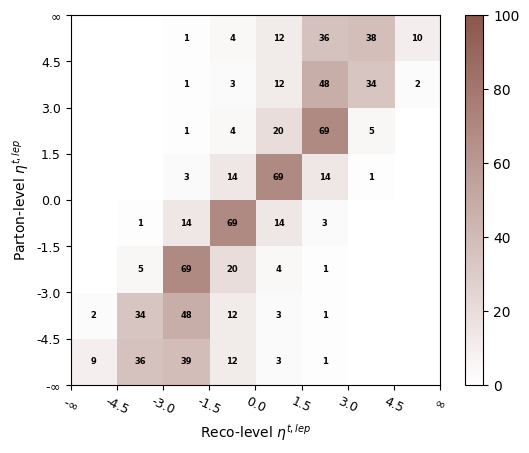 ∞ 1 4 12 36 38 10 100
4.5 1 3 12 48 34 2 80
3.0 1 4 20 69 5
1.5 3 14 69 14 1 60
0.0 1 14 69 14 3 40
-1.5 5 69 20 4 1
-3.0 2 34 48 12 3 1 20
-4.5 9 36 39 12 3 1
-∞ 0
-∞ -4.5 -3.0 -1.5 0.0 1.5 3.0 4.5 ∞
Parton-level η^{t,lep}
Reco-level η^{t,lep}